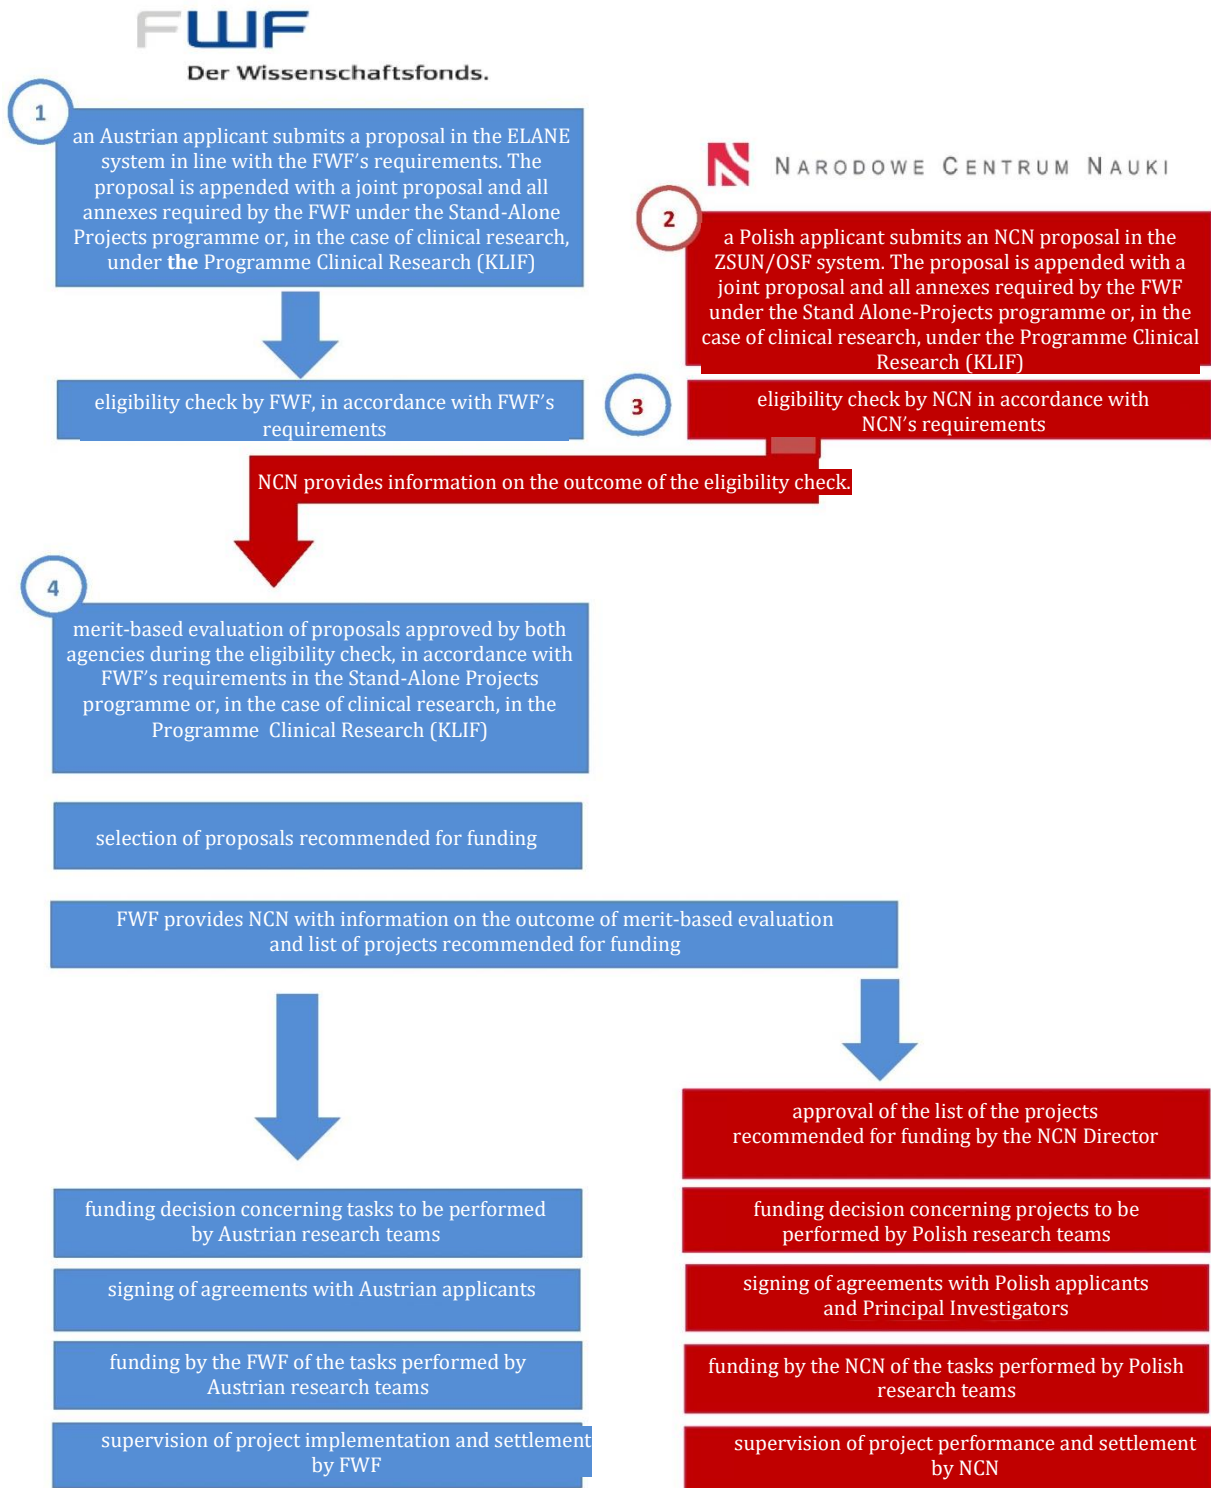 FWF
Der Wissenschaftsfonds.
1
an Austrian applicant submits a proposal in the ELANE
system in line with the FWF's requirements. The
proposal is appended with a joint proposal and all
annexes required by the FWF under the Stand-Alone
Projects programme or, in the case of clinical research,
under the Programme Clinical Research (KLIF)
NARODOWE CENTRUM NAUKI
2
a Polish applicant submits an NCN proposal in the
ZSUN/OSF system. The proposal is appended with a
joint proposal and all annexes required by the FWF
under the Stand Alone-Projects programme or, in the
case of clinical research, under the Programme Clinical
Research (KLIF)
eligibility check by FWF, in accordance with FWF's
requirements
3
eligibility check by NCN in accordance with
NCN's requirements
NCN provides information on the outcome of the eligibility check.
4
merit-based evaluation of proposals approved by both
agencies during the eligibility check, in accordance with
FWF's requirements in the Stand-Alone Projects
programme or, in the case of clinical research, in the
Programme  Clinical Research (KLIF)
selection of proposals recommended for funding
FWF provides NCN with information on the outcome of merit-based evaluation
and list of projects recommended for funding
approval of the list of the projects
recommended for funding by the NCN Director
funding decision concerning tasks to be performed
by Austrian research teams
funding decision concerning projects to be
performed by Polish research teams
signing of agreements with Austrian applicants
signing of agreements with Polish applicants
and Principal Investigators
funding by the FWF of the tasks performed by
Austrian research teams
funding by the NCN of the tasks performed by Polish
research teams
supervision of project implementation and settlement
by FWF
supervision of project performance and settlement
by NCN